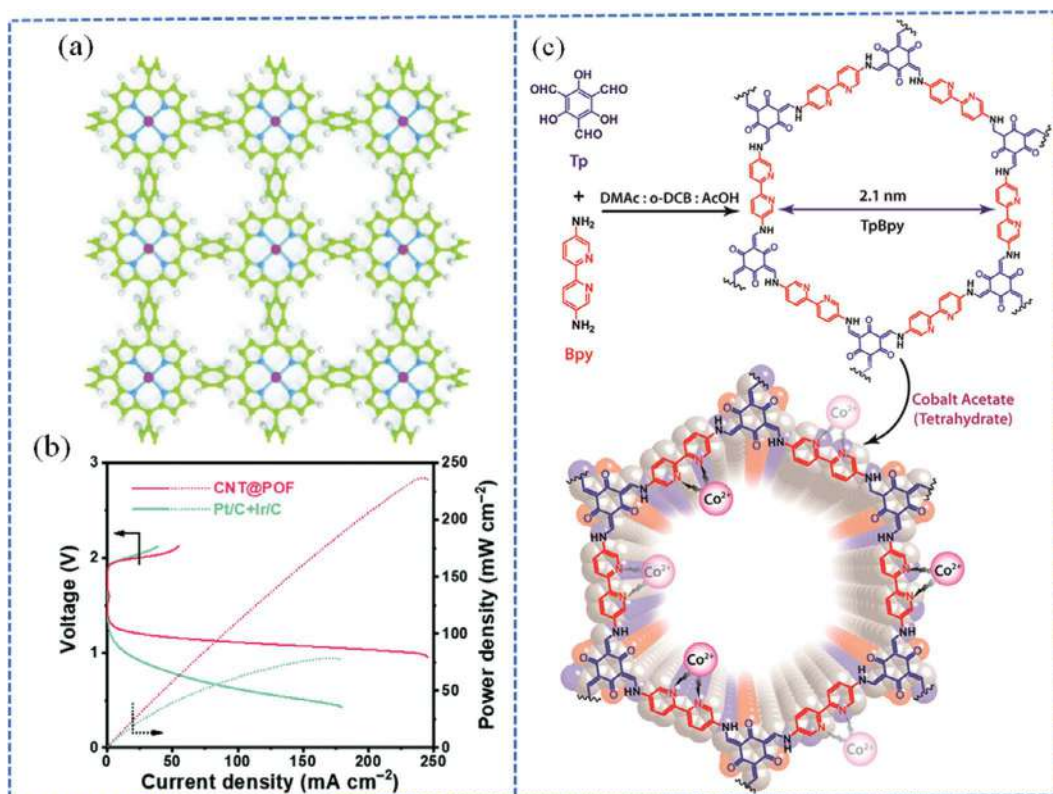 (a)
(b)
3
2
1
0
Voltage (V)
CNT@POF
Pt/C+Ir/C
250
200
150
100
50
0
Power density (mW cm⁻²)
0 50 100 150 200 250
Current density (mA cm⁻²)
(c)
OH
OHC CHO
HO OH
CHO
Tp
+
NH₂
N
N
NH₂
Bpy
DMAc : o-DCB : AcOH
2.1 nm
TpBpy
Cobalt Acetate
(Tetrahydrate)
Co²⁺
Co²⁺
Co²⁺
Co²⁺
Co²⁺
Co²⁺